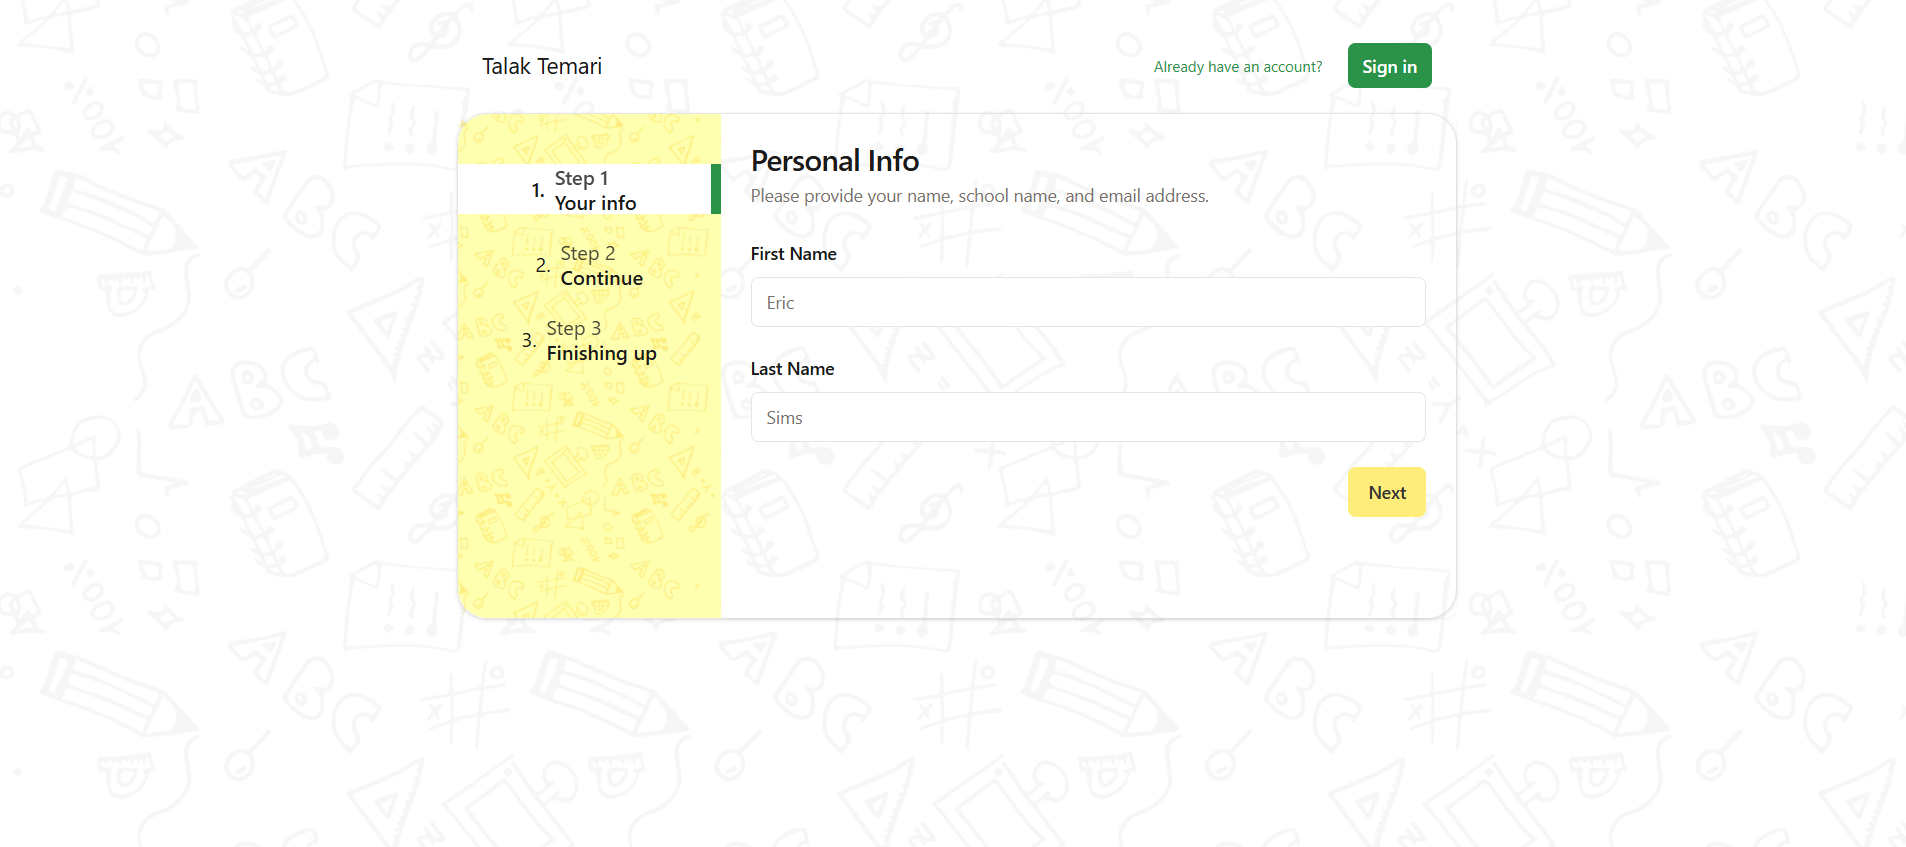 Talak Temari
Already have an account?
Sign in
1.
Step 1
Your info
2.
Step 2
Continue
3.
Step 3
Finishing up
Personal Info
Please provide your name, school name, and email address.
First Name
Eric
Last Name
Sims
Next